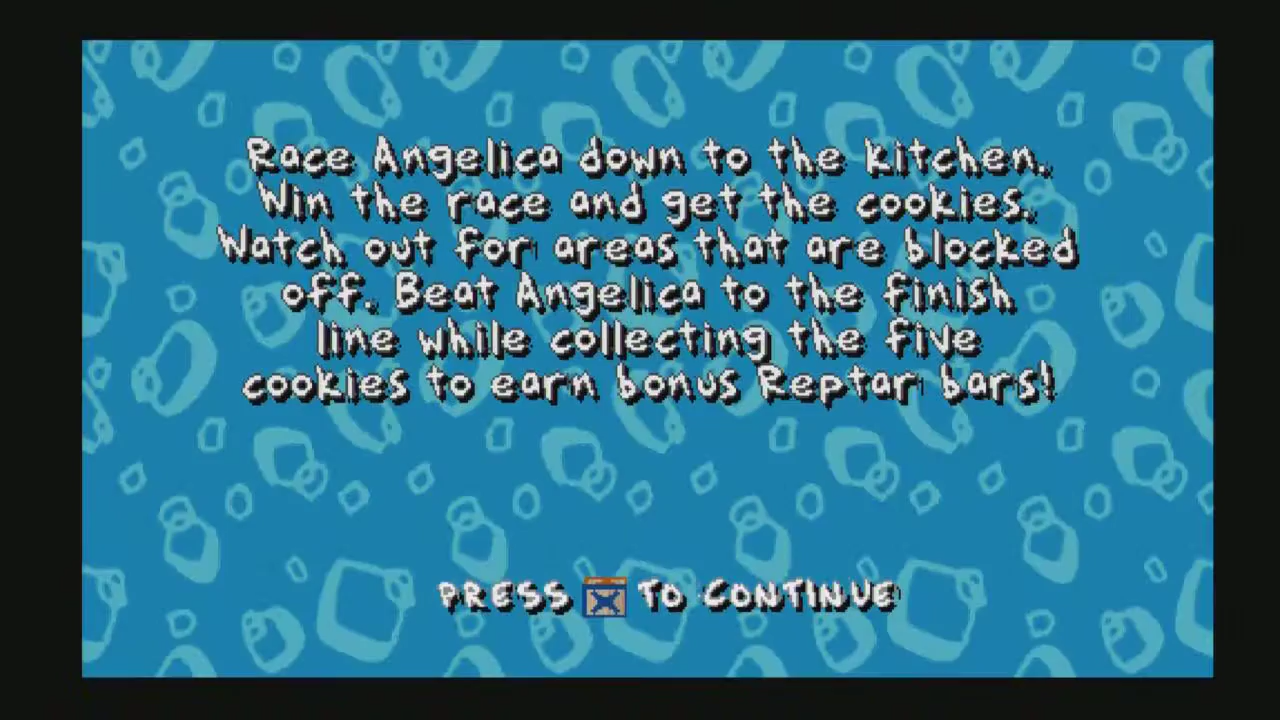 Race Angelica down to the kitchen.
Win the race and get the cookies.
Watch out for areas that are blocked
off. Beat Angelica to the finish
line while collecting the five
cookies to earn bonus Reptar bars!
PRESS X TO CONTINUE